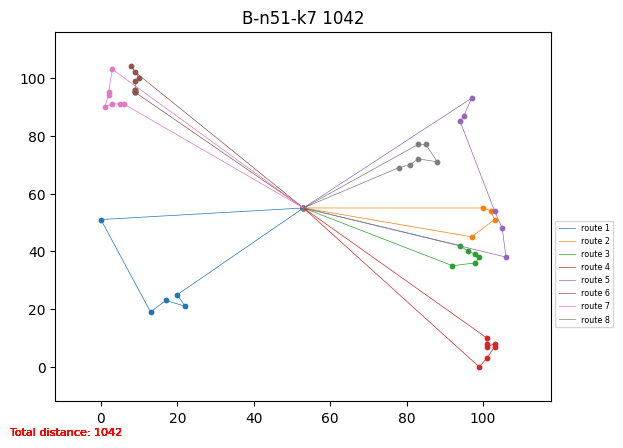 B-n51-k7 1042
100
80
60
40
20
0
0
20
40
60
80
100
route 1
route 2
route 3
route 4
route 5
route 6
route 7
route 8
Total distance: 1042